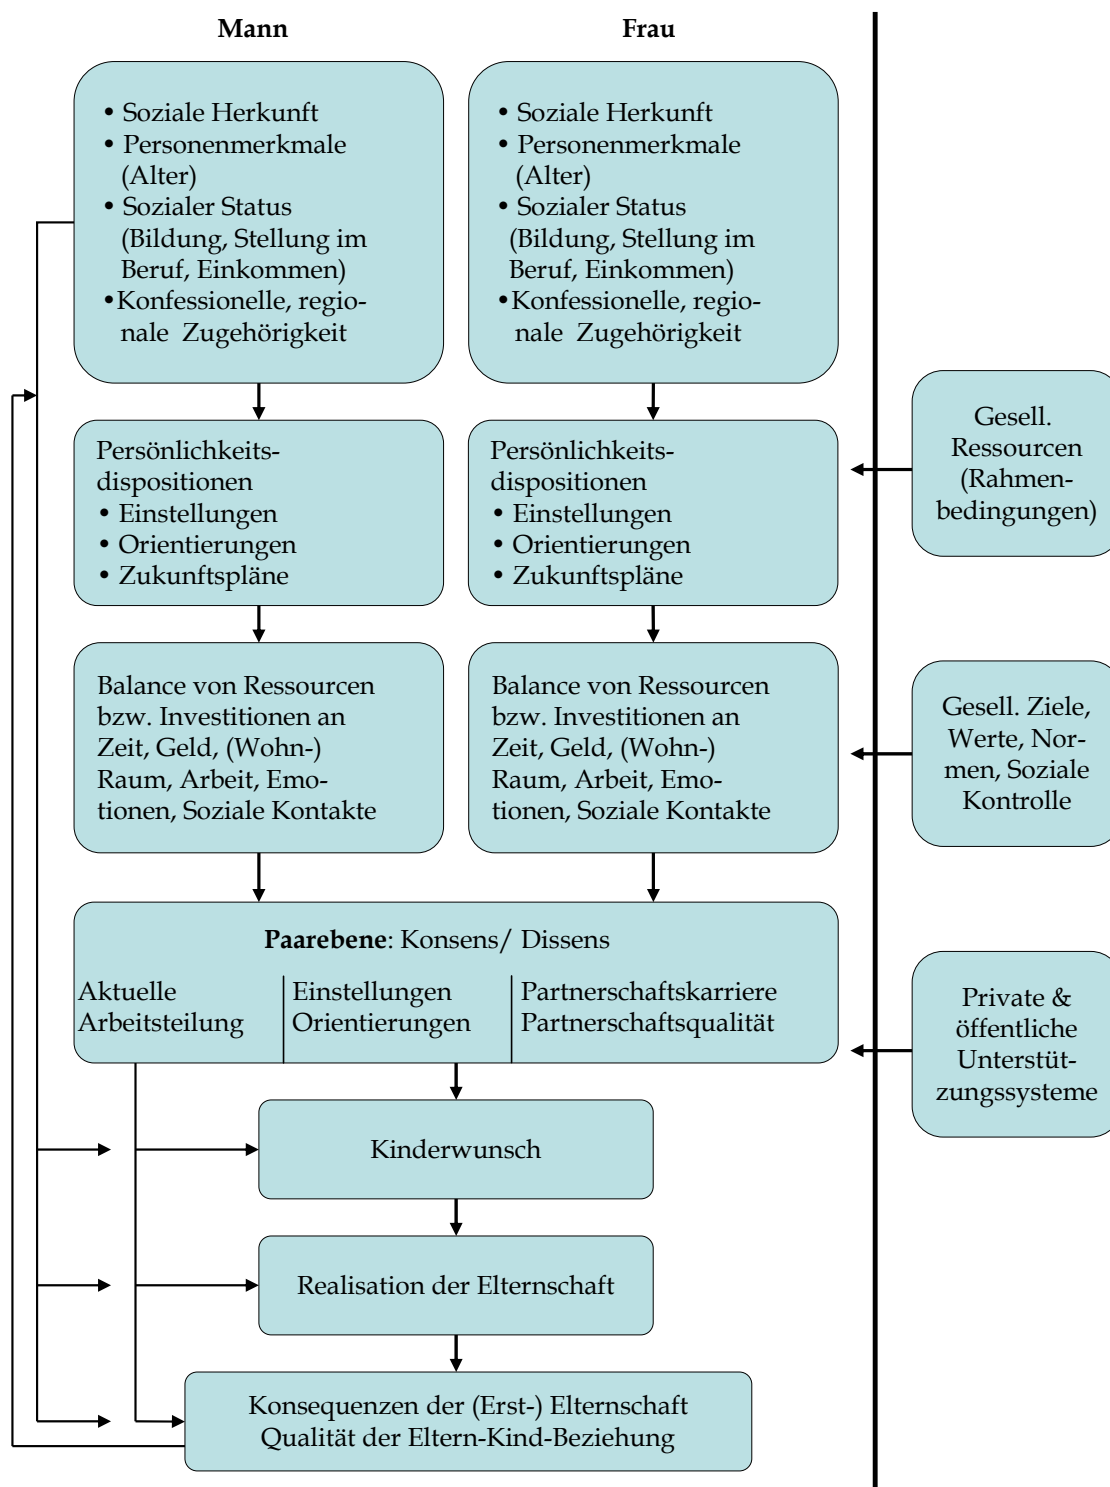 Mann
Frau
• Soziale Herkunft
• Personenmerkmale
(Alter)
• Sozialer Status
(Bildung, Stellung im
Beruf, Einkommen)
•Konfessionelle, regio-
nale Zugehörigkeit
• Soziale Herkunft
• Personenmerkmale
(Alter)
• Sozialer Status
(Bildung, Stellung im
Beruf, Einkommen)
•Konfessionelle, regio-
nale Zugehörigkeit
Persönlichkeits-
dispositionen
• Einstellungen
• Orientierungen
• Zukunftspläne
Persönlichkeits-
dispositionen
• Einstellungen
• Orientierungen
• Zukunftspläne
Gesell.
Ressourcen
(Rahmen-
bedingungen)
Balance von Ressourcen
bzw. Investitionen an
Zeit, Geld, (Wohn-)
Raum, Arbeit, Emo-
tionen, Soziale Kontakte
Balance von Ressourcen
bzw. Investitionen an
Zeit, Geld, (Wohn-)
Raum, Arbeit, Emo-
tionen, Soziale Kontakte
Gesell. Ziele,
Werte, Nor-
men, Soziale
Kontrolle
Paarebene: Konsens/ Dissens
Aktuelle
Arbeitsteilung
Einstellungen
Orientierungen
Partnerschaftskarriere
Partnerschaftsqualität
Private &
öffentliche
Unterstüt-
zungssysteme
Kinderwunsch
Realisation der Elternschaft
Konsequenzen der (Erst-) Elternschaft
Qualität der Eltern-Kind-Beziehung